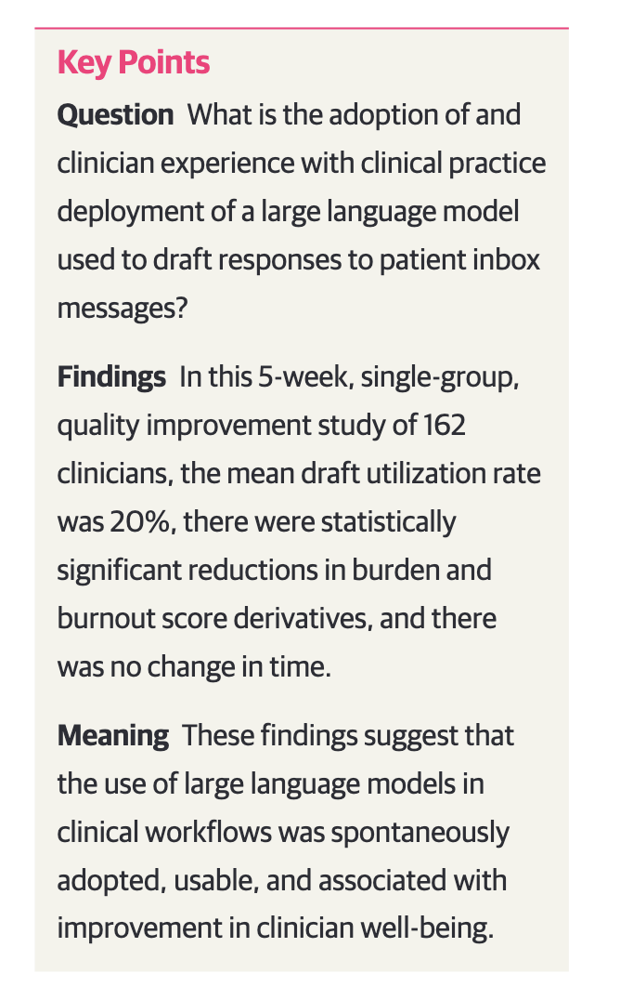 Key Points
Question What is the adoption of and
clinician experience with clinical practice
deployment of a large language model
used to draft responses to patient inbox
messages?
Findings In this 5-week, single-group,
quality improvement study of 162
clinicians, the mean draft utilization rate
was 20%, there were statistically
significant reductions in burden and
burnout score derivatives, and there
was no change in time.
Meaning These findings suggest that
the use of large language models in
clinical workflows was spontaneously
adopted, usable, and associated with
improvement in clinician well-being.